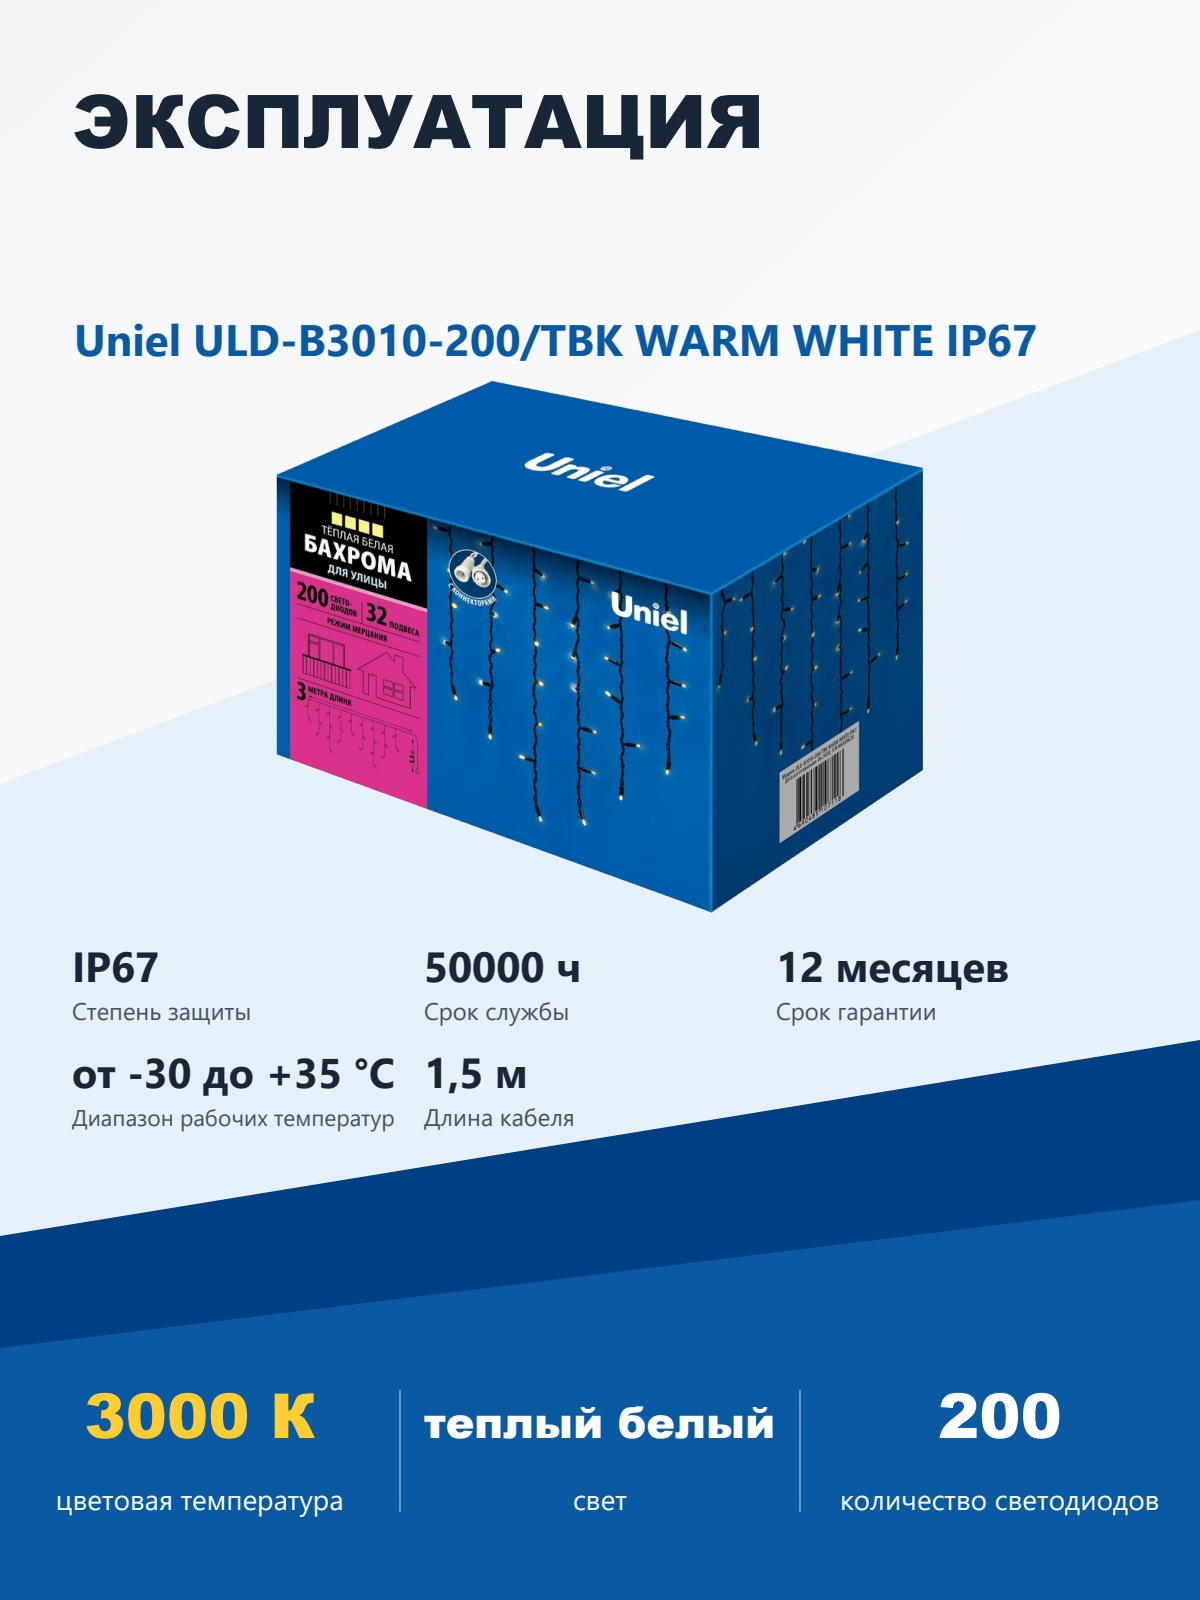 ЭКСПЛУАТАЦИЯ
Uniel ULD-B3010-200/TBK WARM WHITE IP67
Uniel
ТЁПЛАЯ БЕЛАЯ
БАХРОМА
ДЛЯ УЛИЦЫ
200 СВЕТО-
ДИОДОВ
32 ПОДВЕСА
РЕЖИМ МЕРЦАНИЯ
3 МЕТРА ДЛИНА
С КОННЕКТОРАМИ
Uniel
IP67
Степень защиты
50000 ч
Срок службы
12 месяцев
Срок гарантии
от -30 до +35 °C
Диапазон рабочих температур
1,5 м
Длина кабеля
3000 К
цветовая температура
теплый белый
свет
200
количество светодиодов